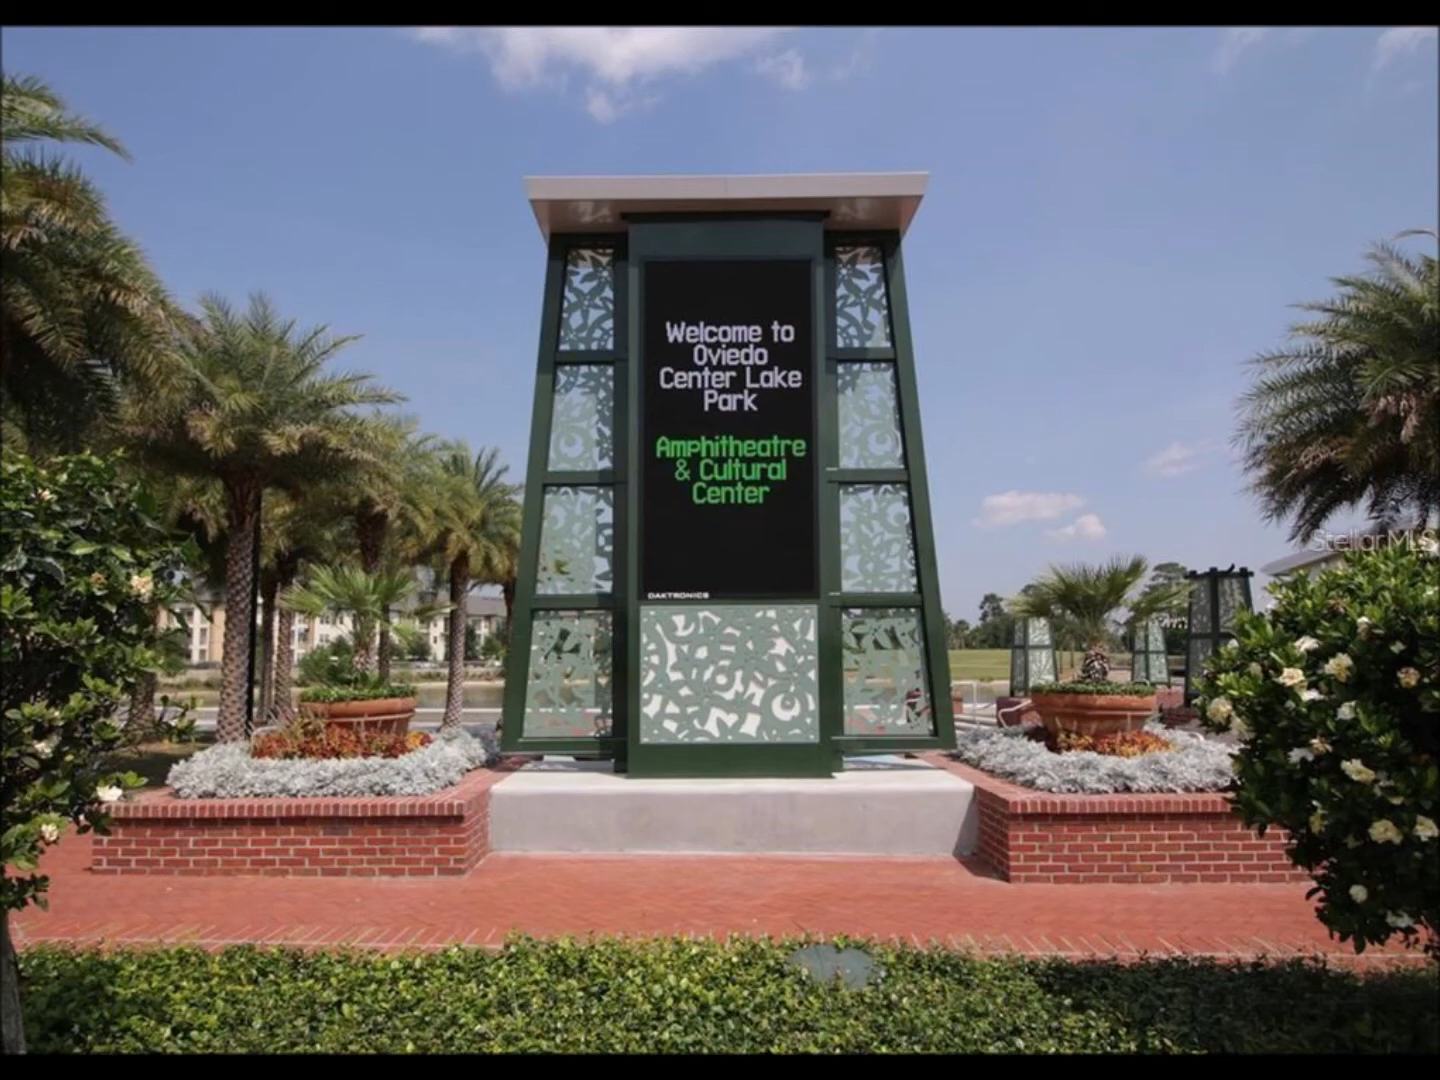 Welcome to
Oviedo
Center Lake
Park
Amphitheatre
& Cultural
Center
DAKTRONICS
StellarMLS